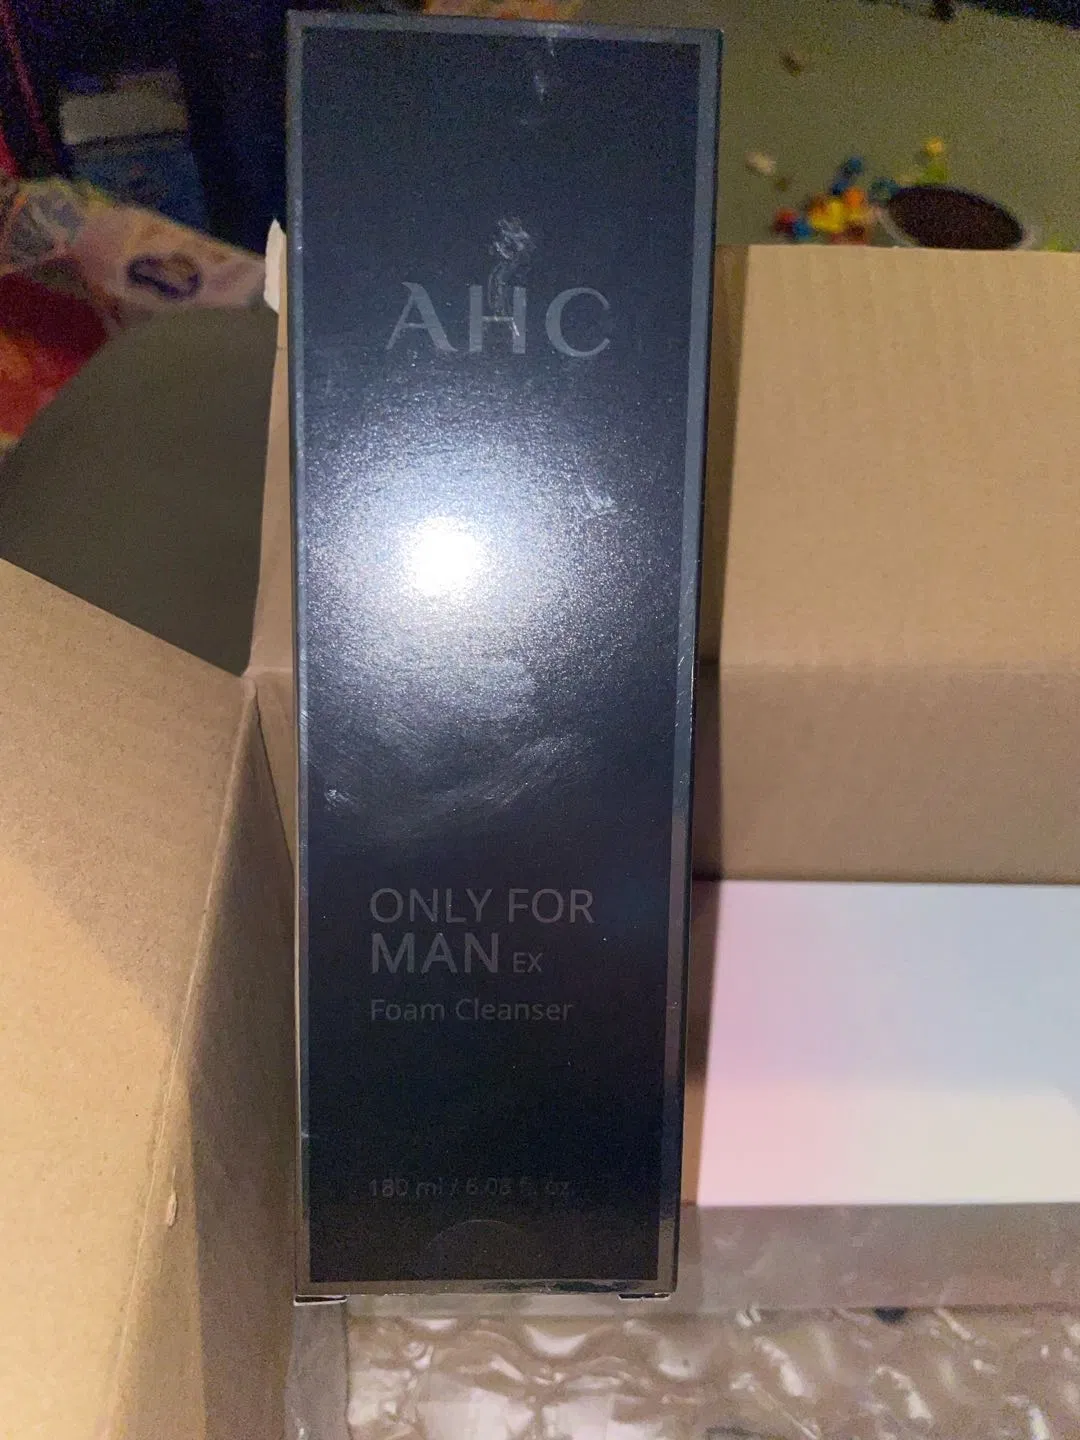 AHC
ONLY FOR
MAN EX
Foam Cleanser
180 ml / 6.08 fl. oz.